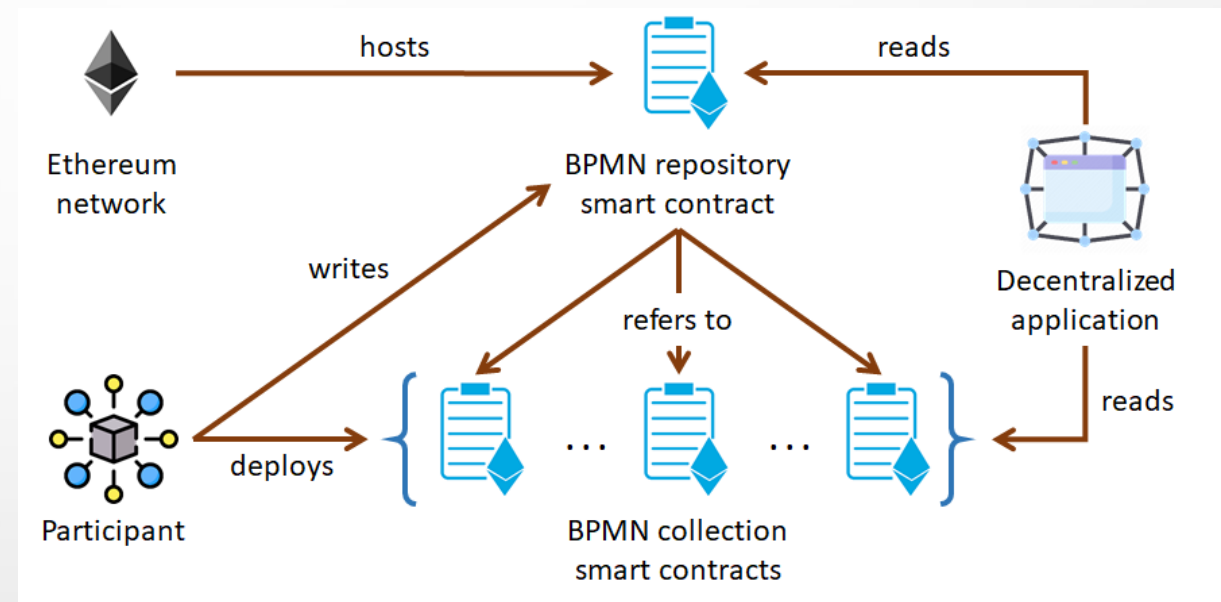 hosts
reads
Ethereum
network
BPMN repository
smart contract
writes
Decentralized
application
refers to
reads
... ...
deploys
Participant
BPMN collection
smart contracts